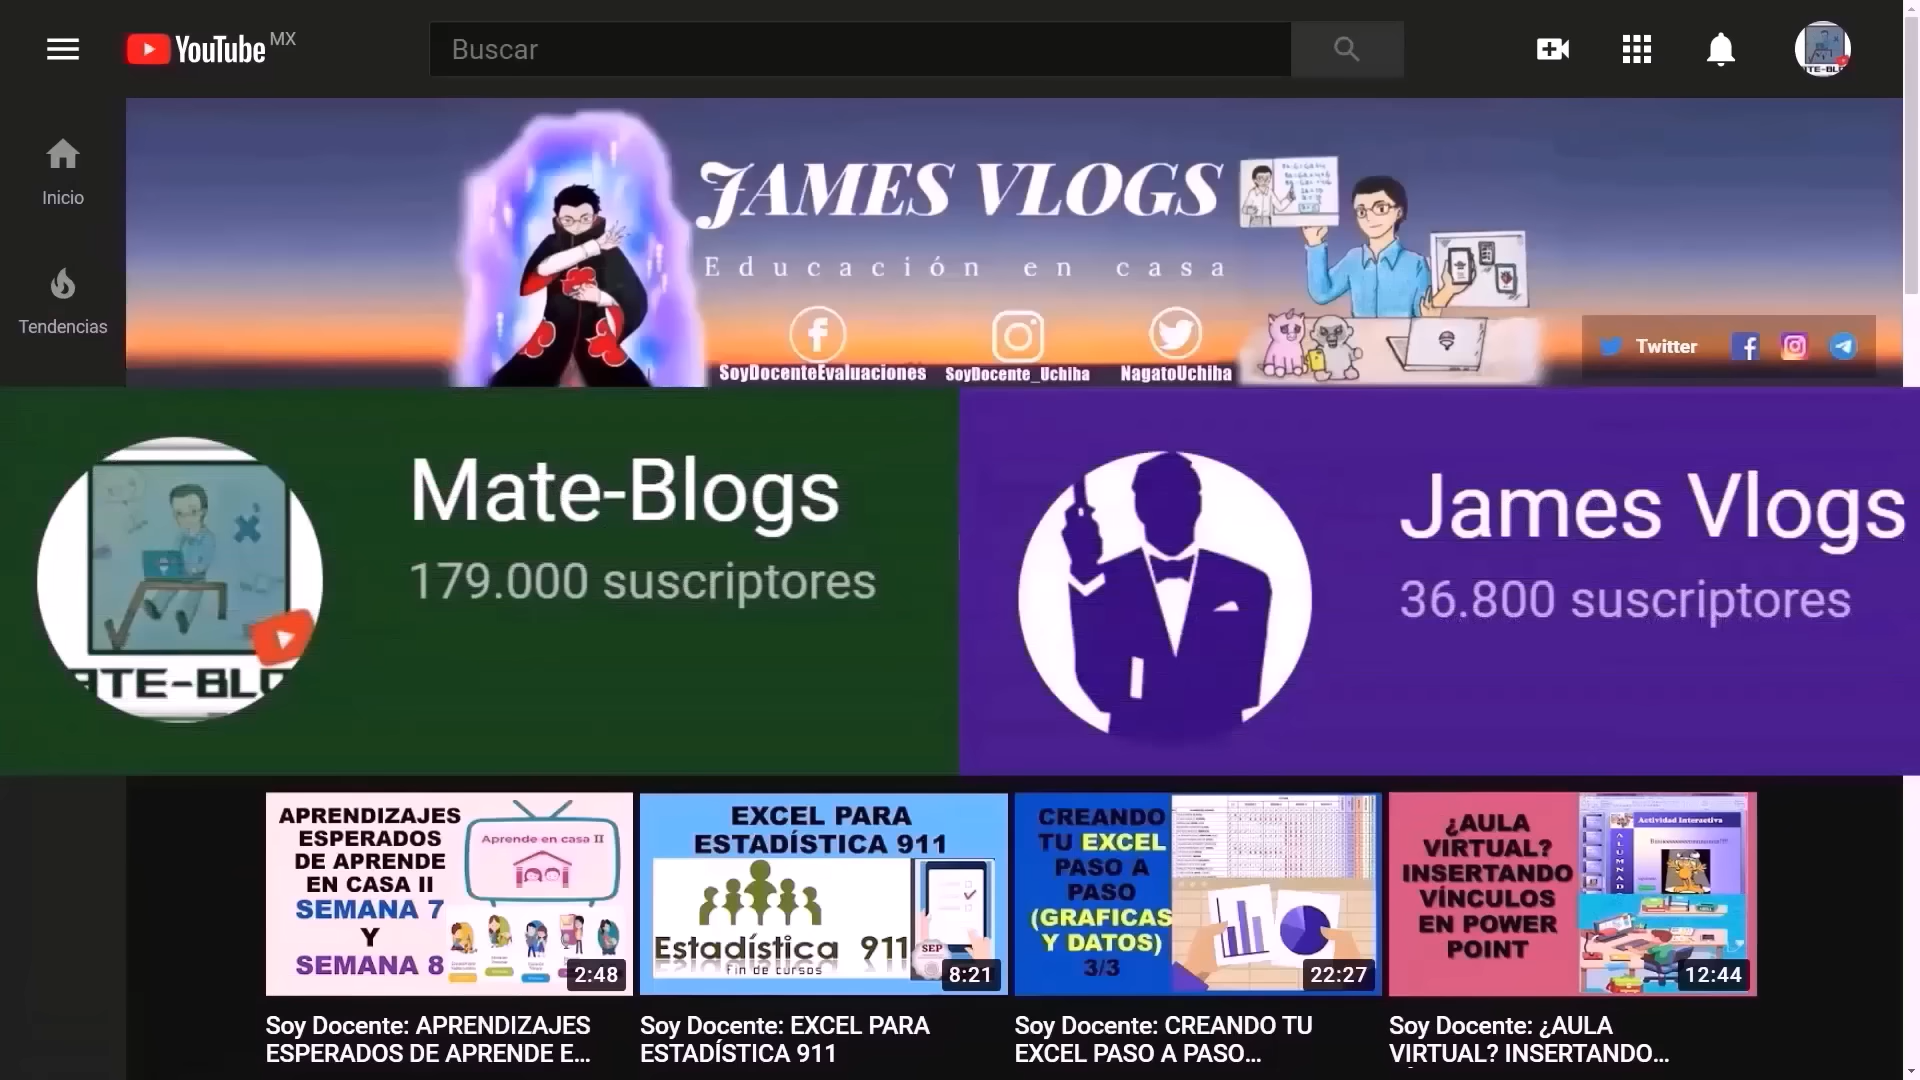 YouTube MX
Buscar
Inicio
Tendencias
JAMES VLOGS
Educación en casa
SoyDocenteEvaluaciones
SoyDocente_Uchiha
NagatoUchiha
Twitter
Mate-Blogs
179.000 suscriptores
ATE-BLO
James Vlogs
36.800 suscriptores
APRENDIZAJES
ESPERADOS
DE APRENDE
EN CASA II
SEMANA 7
Y
SEMANA 8
Aprende en casa II
2:48
EXCEL PARA
ESTADÍSTICA 911
Estadística 911
fin de cursos
SEP
8:21
CREANDO
TU EXCEL
PASO A
PASO
(GRAFICAS
Y DATOS)
3/3
22:27
¿AULA
VIRTUAL?
INSERTANDO
VÍNCULOS
EN POWER
POINT
Actividad Interactiva
ALUMNAD
12:44
Soy Docente: APRENDIZAJES
ESPERADOS DE APRENDE E...
Soy Docente: EXCEL PARA
ESTADÍSTICA 911
Soy Docente: CREANDO TU
EXCEL PASO A PASO...
Soy Docente: ¿AULA
VIRTUAL? INSERTANDO...